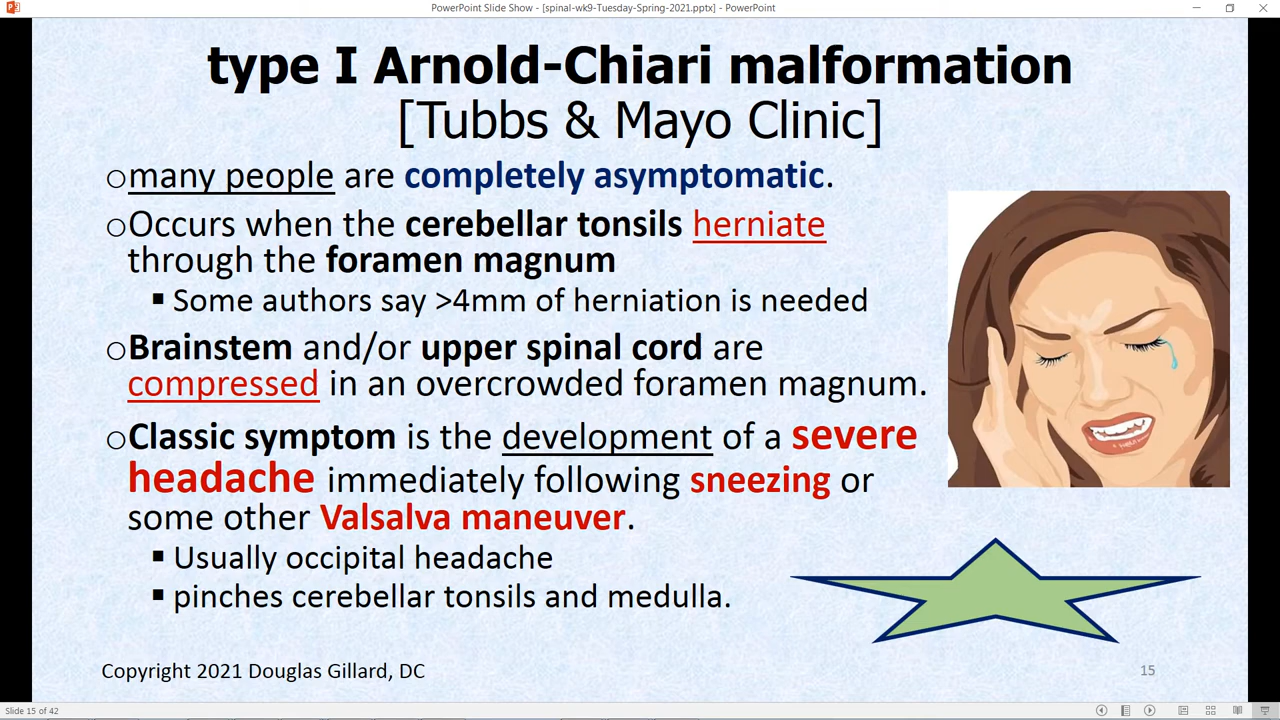 PowerPoint Slide Show - [spinal-wk9-Tuesday-Spring-2021.pptx] - PowerPoint
type I Arnold-Chiari malformation
[Tubbs & Mayo Clinic]
o many people are completely asymptomatic.
o Occurs when the cerebellar tonsils herniate
through the foramen magnum
▪ Some authors say >4mm of herniation is needed
o Brainstem and/or upper spinal cord are
compressed in an overcrowded foramen magnum.
o Classic symptom is the development of a severe
headache immediately following sneezing or
some other Valsalva maneuver.
▪ Usually occipital headache
▪ pinches cerebellar tonsils and medulla.
Copyright 2021 Douglas Gillard, DC
15
Slide 15 of 42